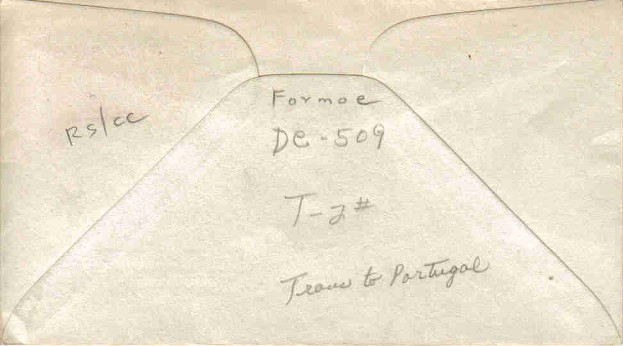 Formoe
RS/CC
DE-509
T-2#
Trans to Portugal